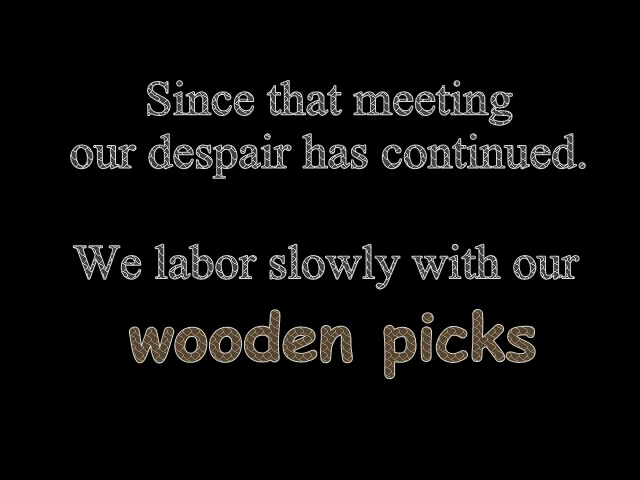 Since that meeting
our despair has continued.
We labor slowly with our
wooden picks